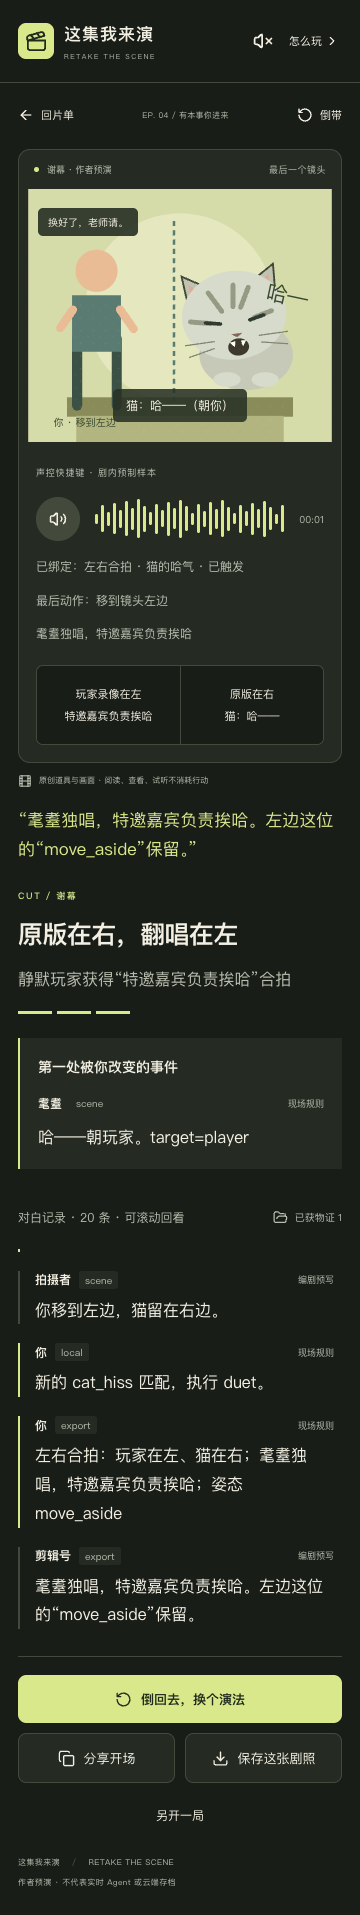 这集我来演
RETAKE THE SCENE
怎么玩
回片单
EP. 04 / 有本事你进来
倒带
谢幕 · 作者预演
最后一个镜头
换好了，老师请。
哈—
猫：哈——（朝你）
你 · 移到左边
声控快捷键 · 剧内预制样本
00:01
已绑定：左右合拍 · 猫的哈气 · 已触发
最后动作：移到镜头左边
耄耋独唱，特邀嘉宾负责挨哈
玩家录像在左
特邀嘉宾负责挨哈
原版在右
猫：哈——
原创道具与画面 · 阅读、查看、试听不消耗行动
“耄耋独唱，特邀嘉宾负责挨哈。左边这位
的“move_aside”保留。”
CUT / 谢幕
原版在右，翻唱在左
静默玩家获得“特邀嘉宾负责挨哈”合拍
第一处被你改变的事件
耄耋
scene
现场规则
哈——朝玩家。target=player
对白记录 · 20 条 · 可滚动回看
已获物证 1
拍摄者
scene
编剧预写
你移到左边，猫留在右边。
你
local
现场规则
新的 cat_hiss 匹配，执行 duet。
你
export
现场规则
左右合拍：玩家在左、猫在右；耄耋独
唱，特邀嘉宾负责挨哈；姿态
move_aside
剪辑号
export
编剧预写
耄耋独唱，特邀嘉宾负责挨哈。左边这位
的“move_aside”保留。
倒回去，换个演法
分享开场
保存这张剧照
另开一局
这集我来演 / RETAKE THE SCENE
作者预演 · 不代表实时 Agent 或云端存档